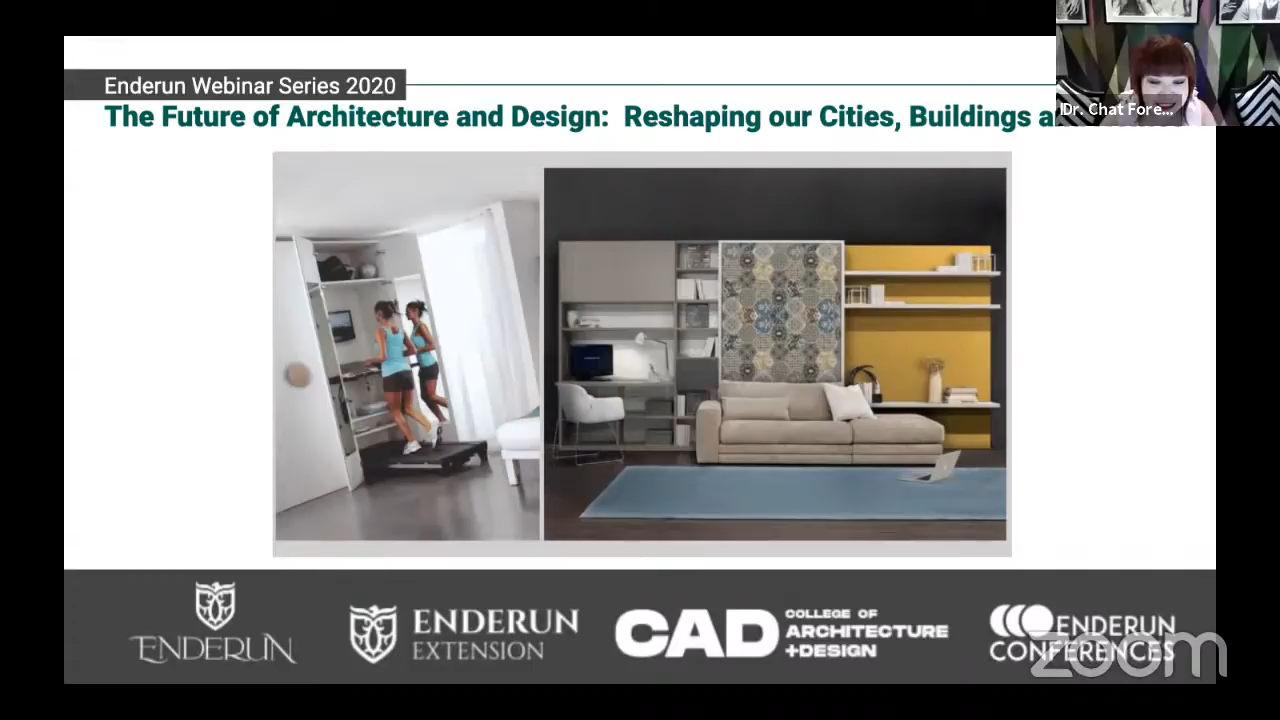 Enderun Webinar Series 2020
Dr. Chat Fore...
The Future of Architecture and Design: Reshaping our Cities, Buildings a
ENDERUN
ENDERUN
EXTENSION
CAD
COLLEGE OF
ARCHITECTURE
+DESIGN
ENDERUN
CONFERENCES
zoom